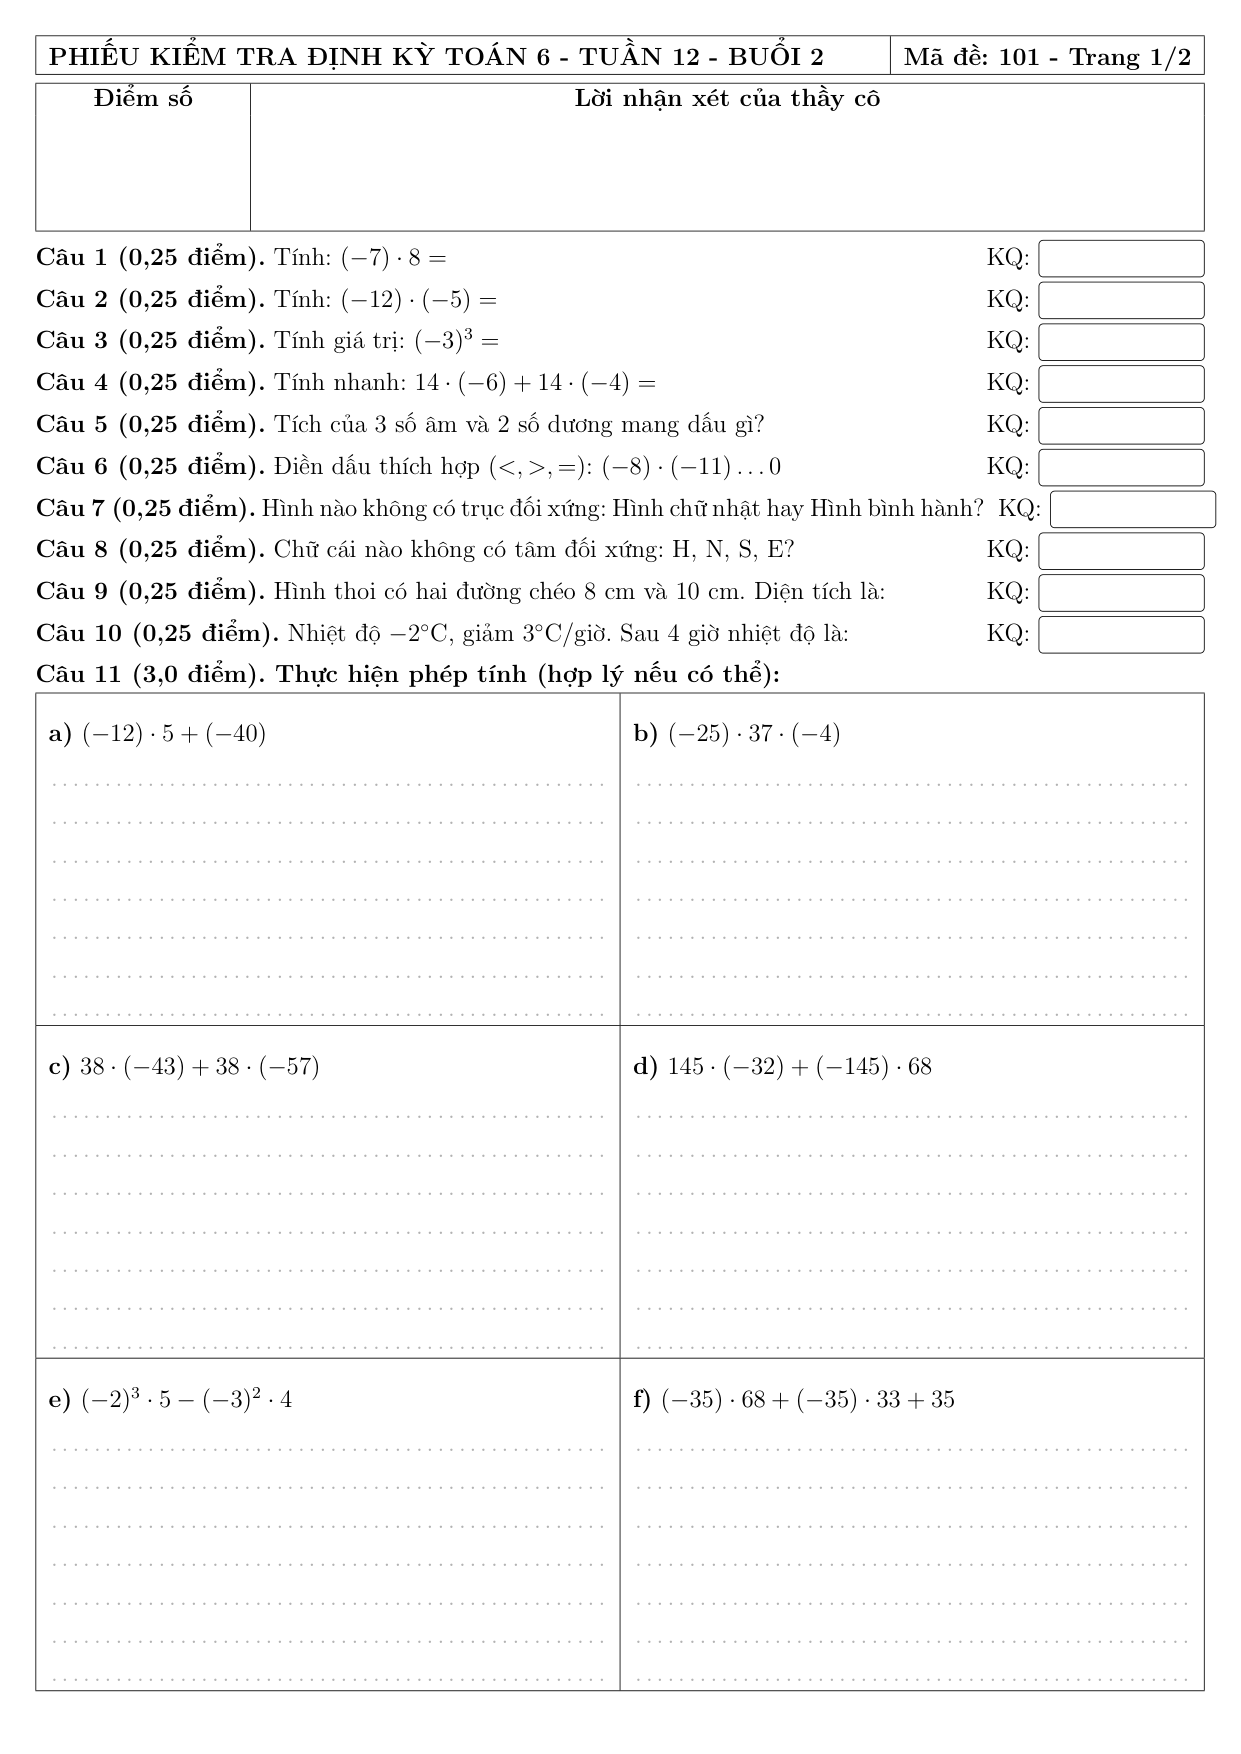 PHIẾU KIỂM TRA ĐỊNH KỲ TOÁN 6 - TUẦN 12 - BUỔI 2 Mã đề: 101 - Trang 1/2
Điểm số Lời nhận xét của thầy cô
Câu 1 (0,25 điểm). Tính: (−7) · 8 = KQ:
Câu 2 (0,25 điểm). Tính: (−12) · (−5) = KQ:
Câu 3 (0,25 điểm). Tính giá trị: (−3)³ = KQ:
Câu 4 (0,25 điểm). Tính nhanh: 14 · (−6) + 14 · (−4) = KQ:
Câu 5 (0,25 điểm). Tích của 3 số âm và 2 số dương mang dấu gì? KQ:
Câu 6 (0,25 điểm). Điền dấu thích hợp (<, >, =): (−8) · (−11) . . . 0 KQ:
Câu 7 (0,25 điểm). Hình nào không có trục đối xứng: Hình chữ nhật hay Hình bình hành? KQ:
Câu 8 (0,25 điểm). Chữ cái nào không có tâm đối xứng: H, N, S, E? KQ:
Câu 9 (0,25 điểm). Hình thoi có hai đường chéo 8 cm và 10 cm. Diện tích là: KQ:
Câu 10 (0,25 điểm). Nhiệt độ −2°C, giảm 3°C/giờ. Sau 4 giờ nhiệt độ là: KQ:
Câu 11 (3,0 điểm). Thực hiện phép tính (hợp lý nếu có thể):
a) (−12) · 5 + (−40)
b) (−25) · 37 · (−4)
c) 38 · (−43) + 38 · (−57)
d) 145 · (−32) + (−145) · 68
e) (−2)³ · 5 − (−3)² · 4
f) (−35) · 68 + (−35) · 33 + 35